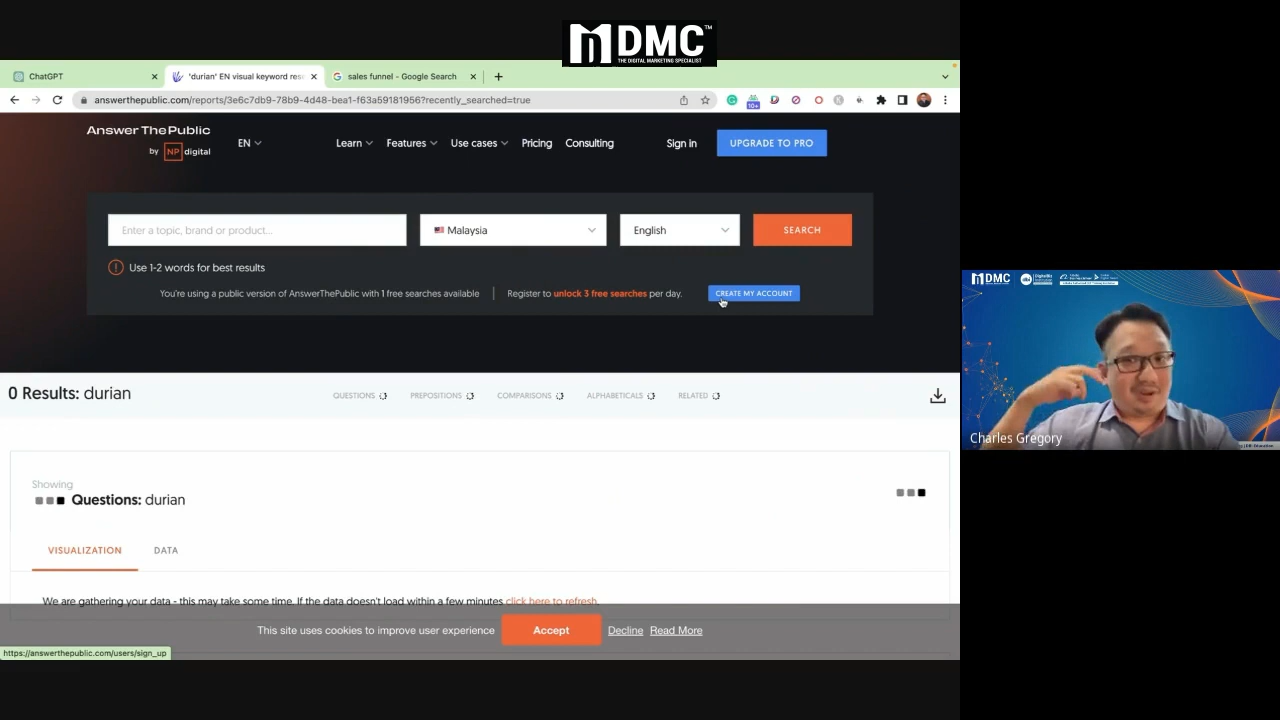 DMC™
THE DIGITAL MARKETING SPECIALIST
ChatGPT
'durian' EN visual keyword rese
sales funnel - Google Search
answerthepublic.com/reports/3e6c7db9-78b9-4d48-bea1-f63a59181956?recently_searched=true
10+
AnswerThePublic
by NP digital
EN
Learn
Features
Use cases
Pricing
Consulting
Sign in
UPGRADE TO PRO
Enter a topic, brand or product...
Malaysia
English
SEARCH
Use 1-2 words for best results
You're using a public version of AnswerThePublic with 1 free searches available
Register to unlock 3 free searches per day.
CREATE MY ACCOUNT
0 Results: durian
QUESTIONS
PREPOSITIONS
COMPARISONS
ALPHABETICALS
RELATED
Showing
Questions: durian
VISUALIZATION
DATA
We are gathering your data - this may take some time. If the data doesn't load within a few minutes click here to refresh.
This site uses cookies to improve user experience
Accept
Decline
Read More
https://answerthepublic.com/users/sign_up
DMC
Charles Gregory